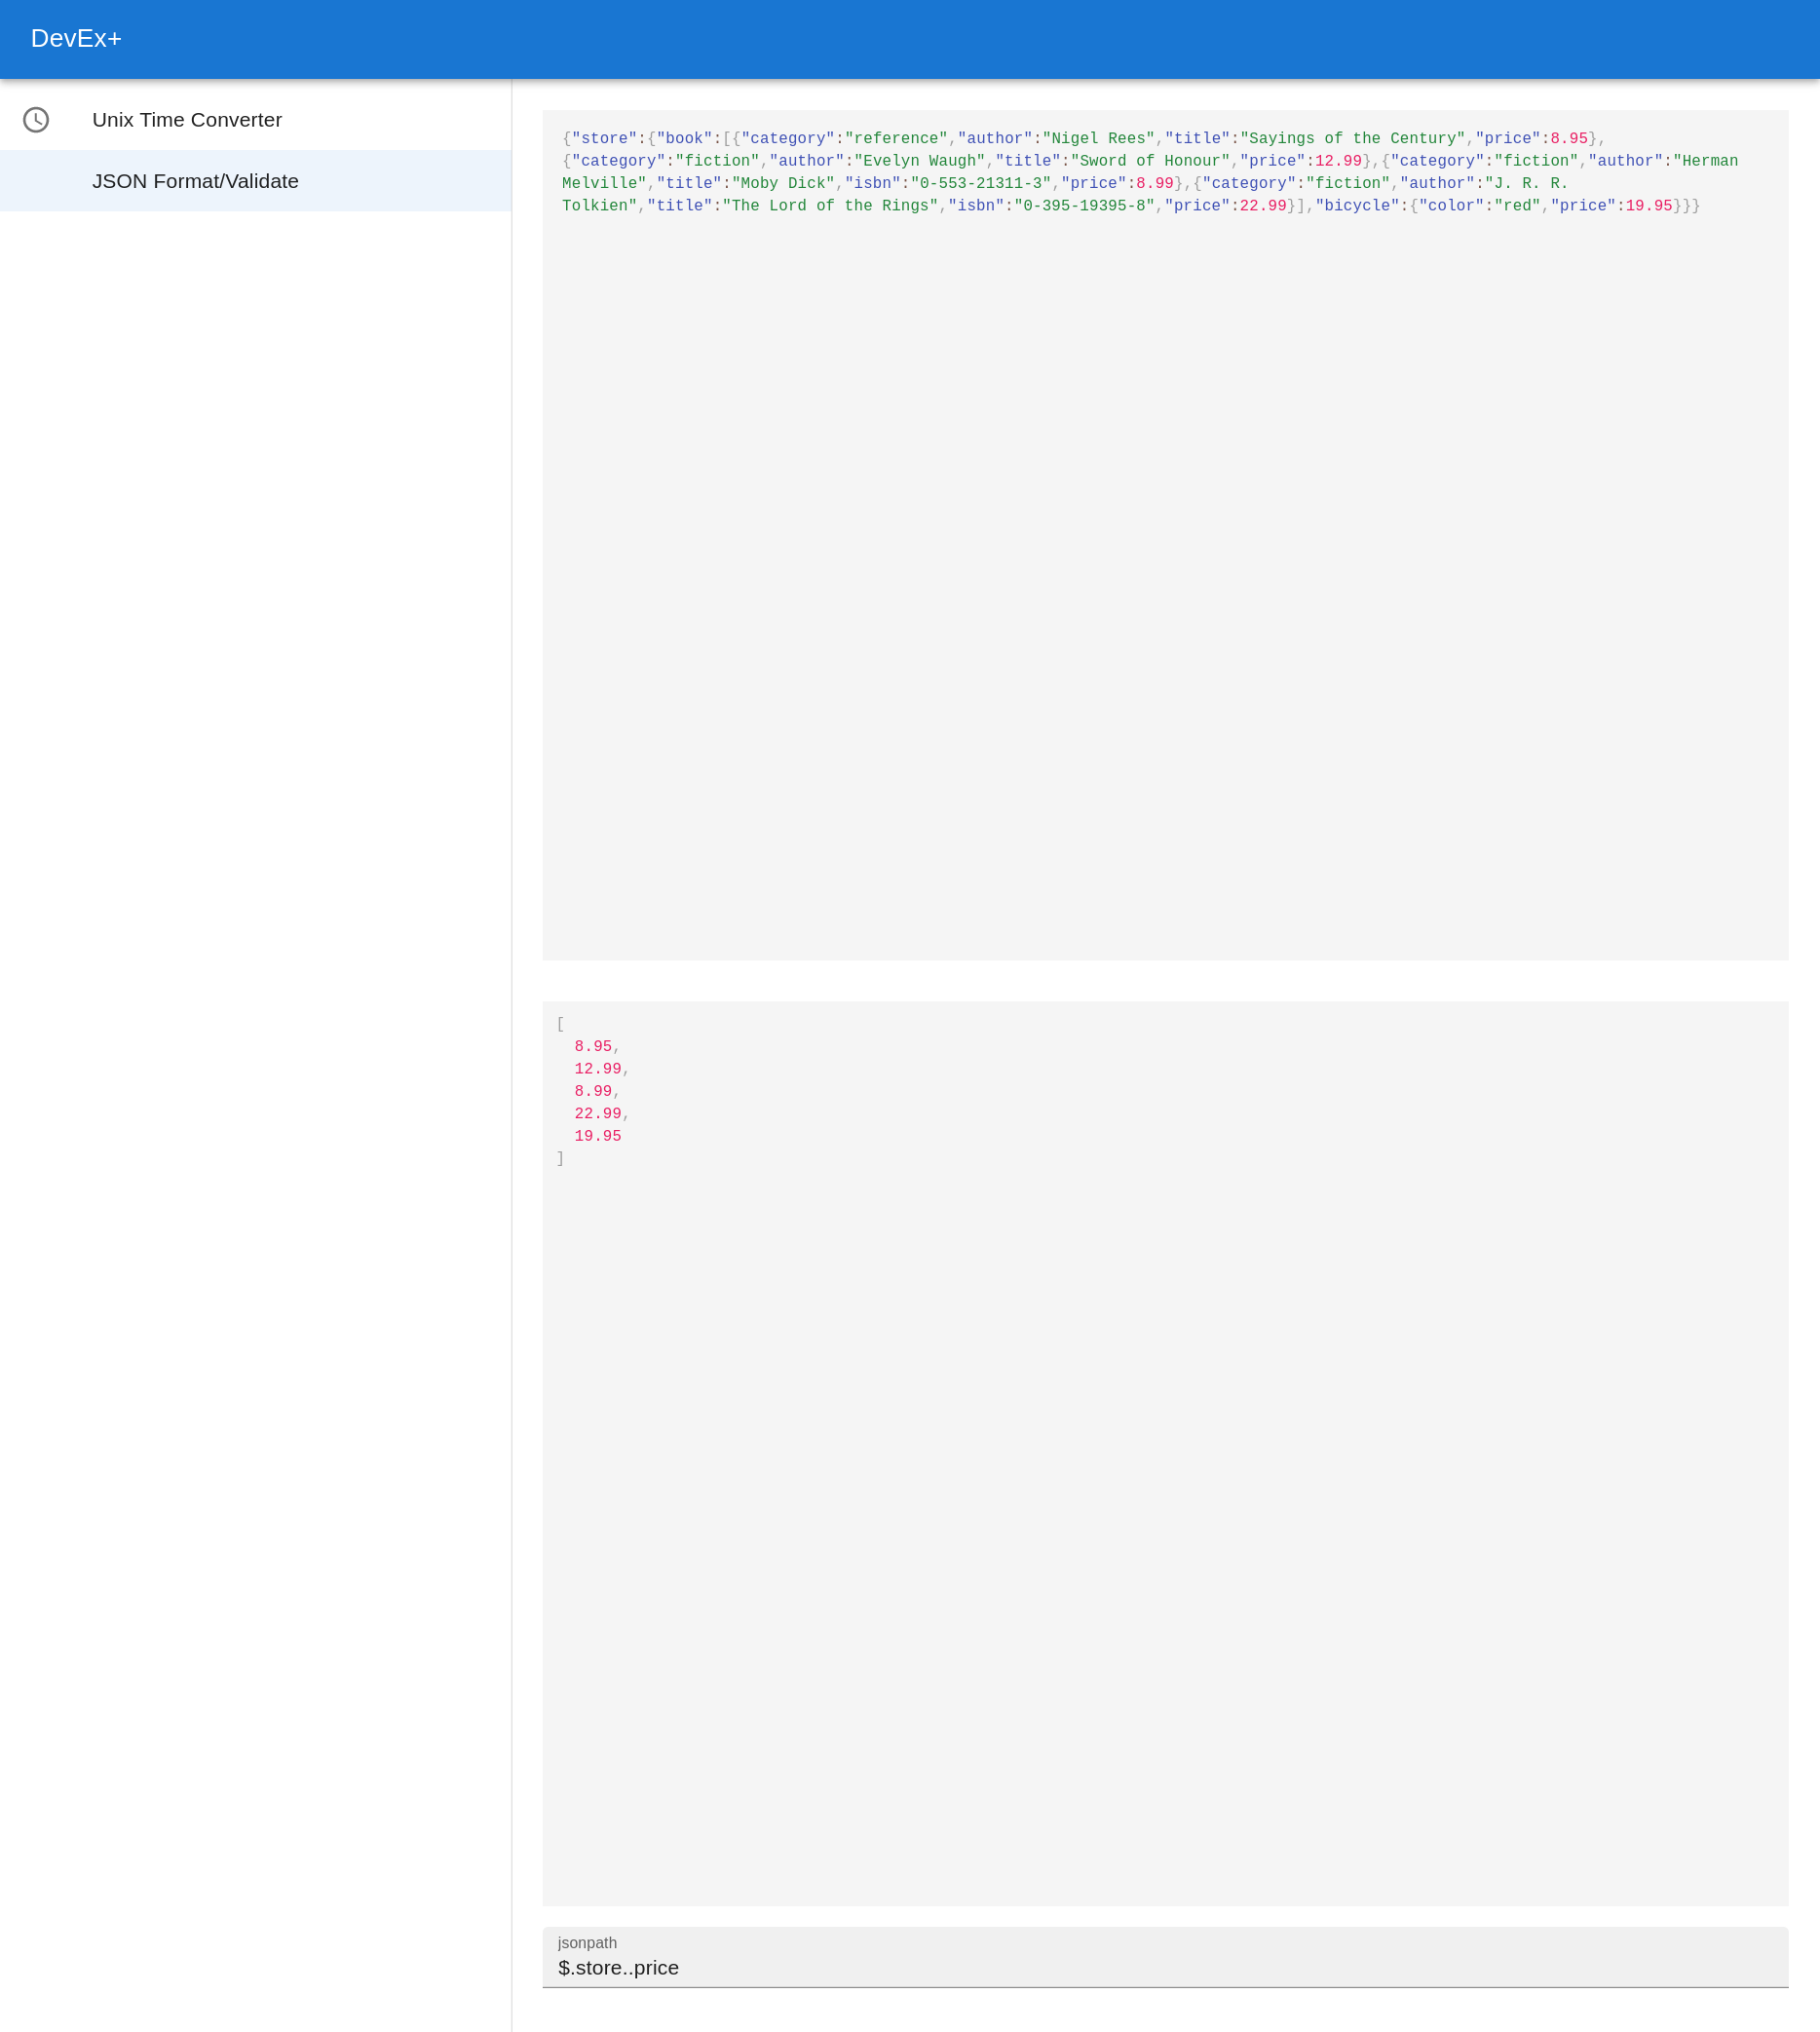 DevEx+
Unix Time Converter
JSON Format/Validate
{"store":{"book":[{"category":"reference","author":"Nigel Rees","title":"Sayings of the Century","price":8.95},
{"category":"fiction","author":"Evelyn Waugh","title":"Sword of Honour","price":12.99},{"category":"fiction","author":"Herman
Melville","title":"Moby Dick","isbn":"0-553-21311-3","price":8.99},{"category":"fiction","author":"J. R. R.
Tolkien","title":"The Lord of the Rings","isbn":"0-395-19395-8","price":22.99}],"bicycle":{"color":"red","price":19.95}}}
[
8.95,
12.99,
8.99,
22.99,
19.95
]
jsonpath
$.store..price